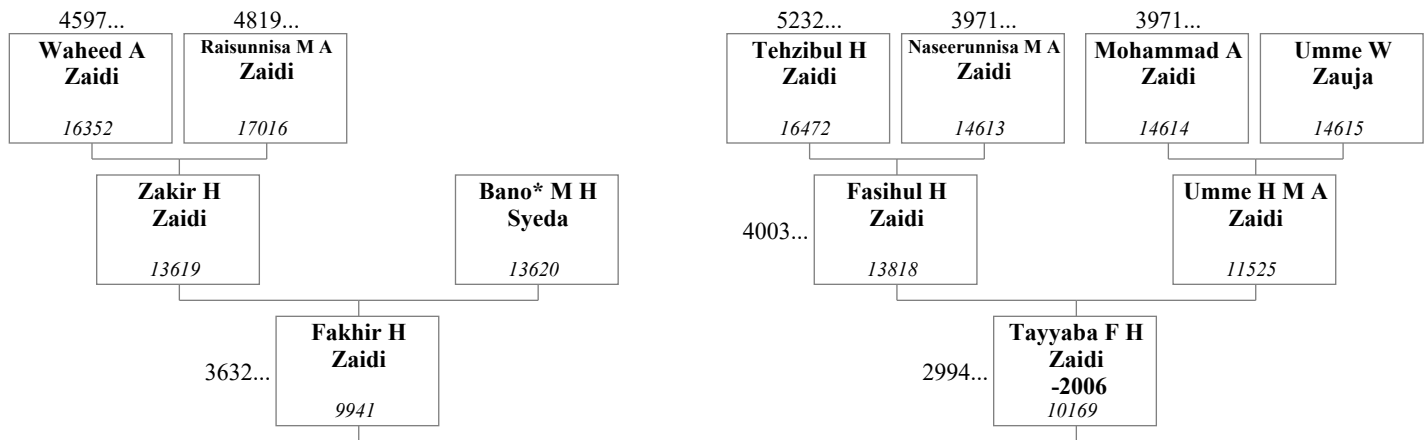 4597...
4819...
5232...
3971...
3971...
Waheed A
Zaidi
16352
Raisunnisa M A
Zaidi
17016
Tehzibul H
Zaidi
16472
Naseerunnisa M A
Zaidi
14613
Mohammad A
Zaidi
14614
Umme W
Zauja
14615
Zakir H
Zaidi
13619
Bano* M H
Syeda
13620
4003...
Fasihul H
Zaidi
13818
Umme H M A
Zaidi
11525
3632...
Fakhir H
Zaidi
9941
2994...
Tayyaba F H
Zaidi
-2006
10169